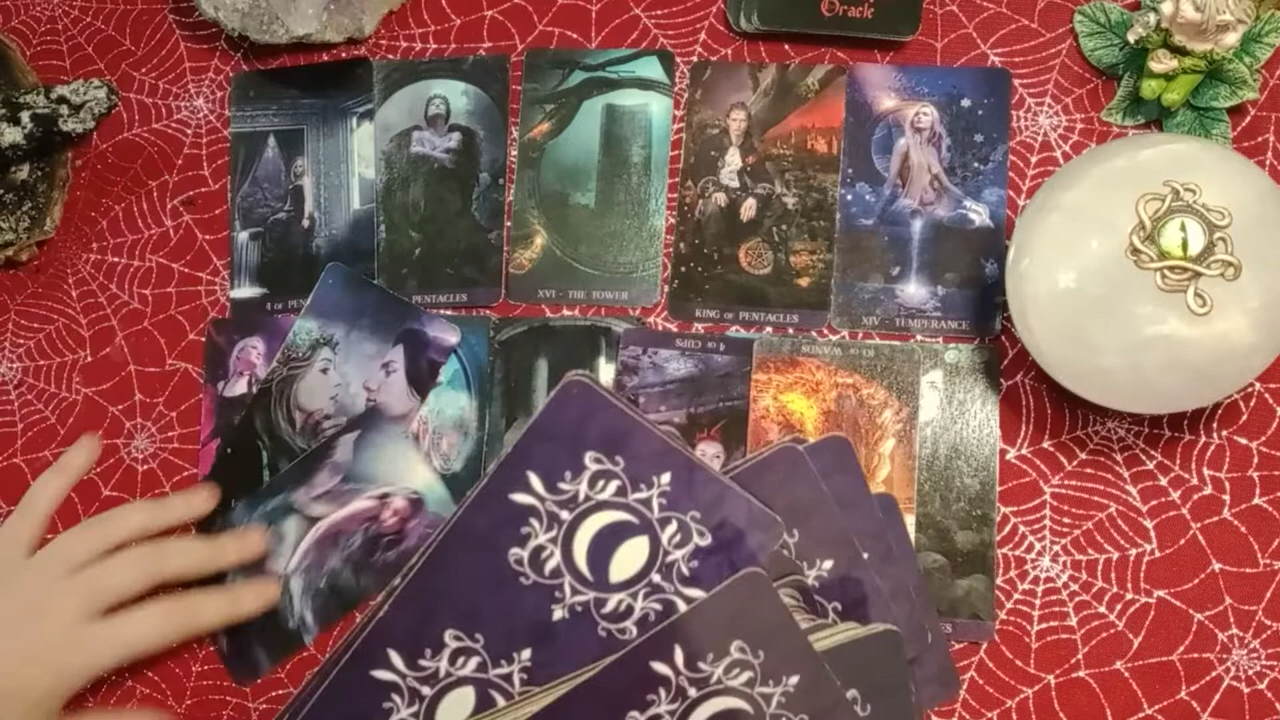 Oracle
4 OF PEN
PENTACLES
XVI - THE TOWER
KING OF PENTACLES
XIV - TEMPERANCE
4 OF CUPS
10 OF WANDS
ES